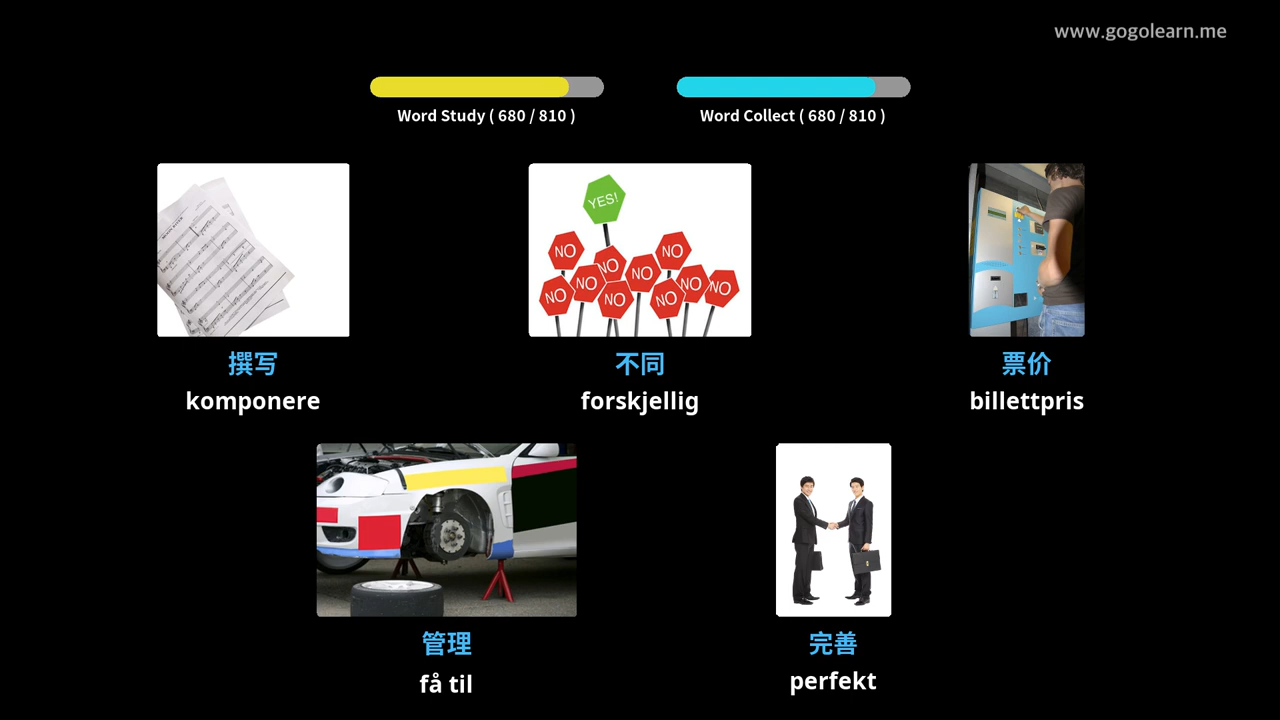 www.gogolearn.me
Word Study ( 680 / 810 )
Word Collect ( 680 / 810 )
YES!
NO
NO
NO
NO
NO
NO
NO
NO
NO
NO
撰写
komponere
不同
forskjellig
票价
billettpris
管理
få til
完善
perfekt